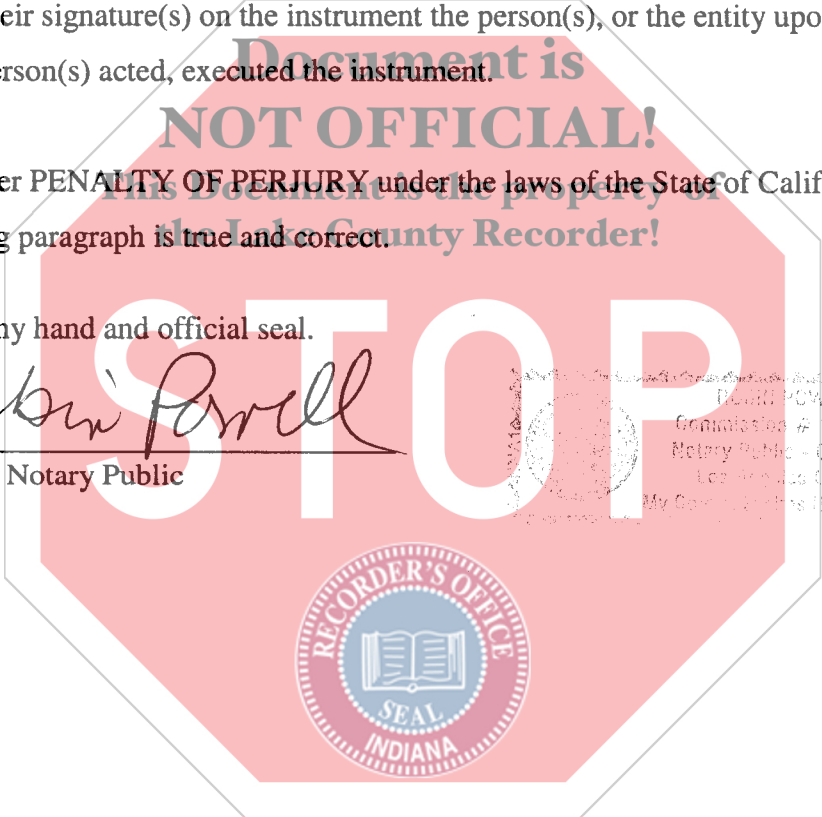 eir signature(s) on the instrument the person(s), or the entity upo
erson(s) acted, executed the instrument.
Document is
NOT OFFICIAL!
er PENALTY OF PERJURY under the laws of the State of Calif
This Document is the property of
g paragraph is true and correct.
the Lake County Recorder!
ny hand and official seal.
STOP
Powell
Notary Public
Commission #
Notary Public - C
RECORDER'S OFFICE
SEAL
INDIANA